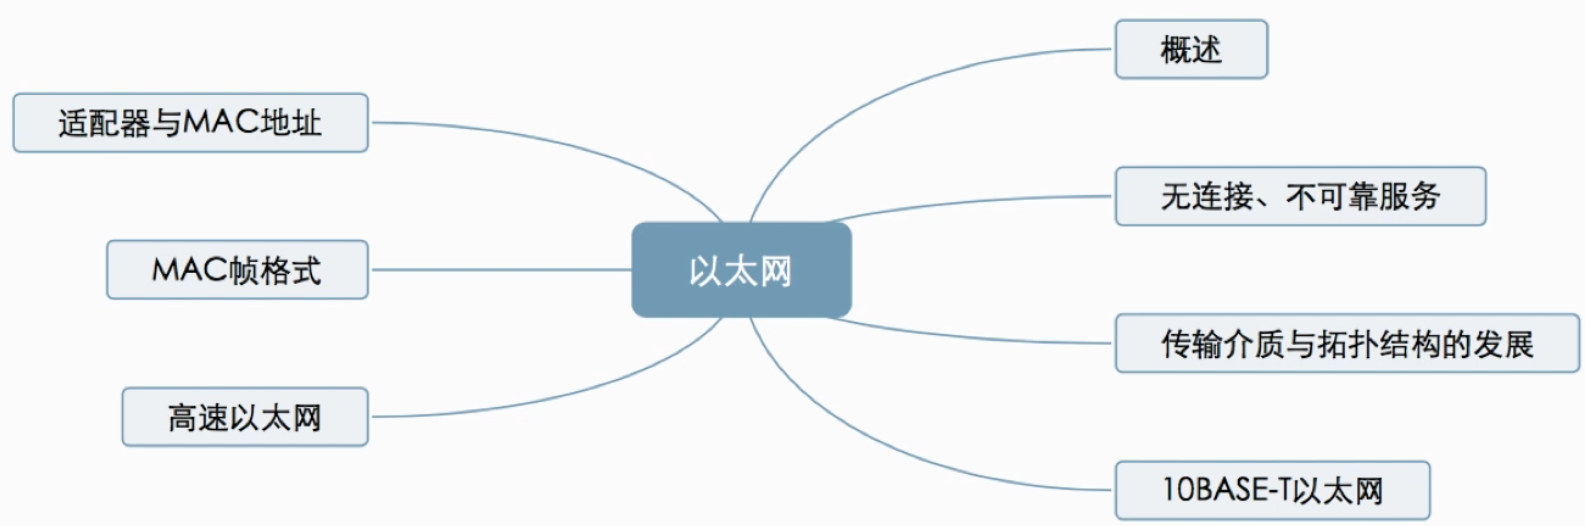 概述
适配器与MAC地址
无连接、不可靠服务
MAC帧格式
以太网
传输介质与拓扑结构的发展
高速以太网
10BASE-T以太网